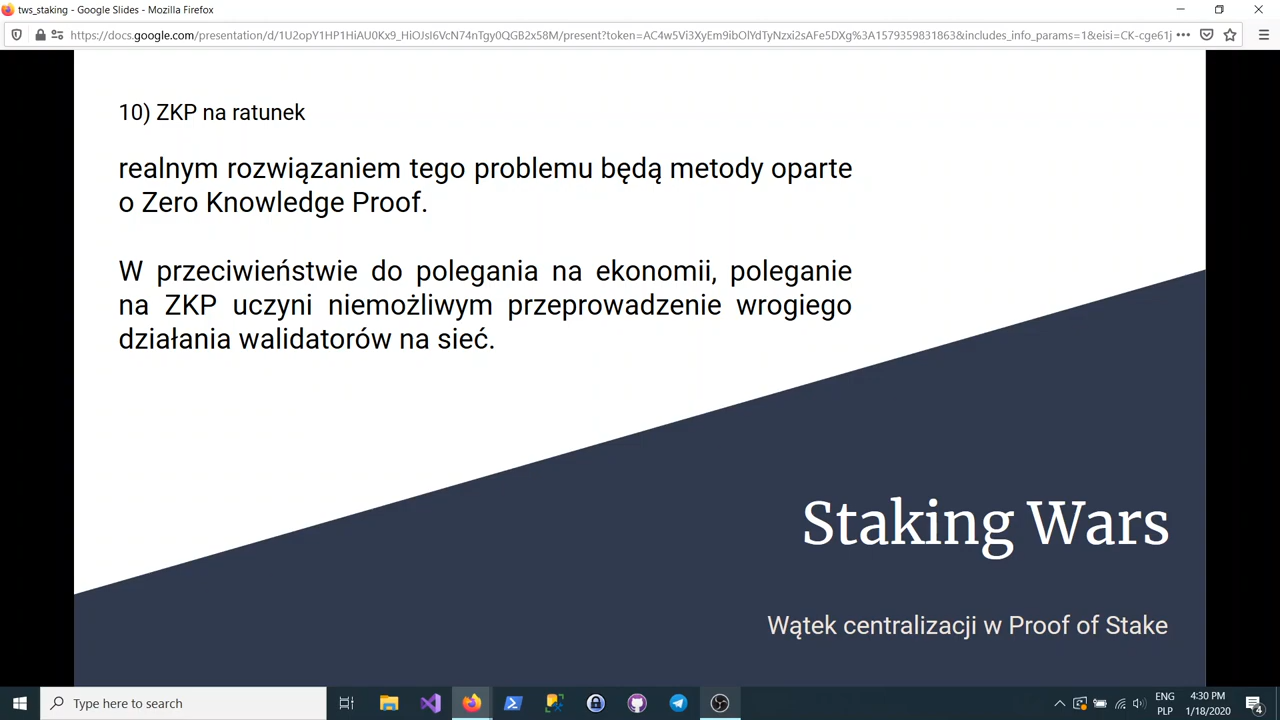 tws_staking - Google Slides - Mozilla Firefox
https://docs.google.com/presentation/d/1U2opY1HP1HiAU0Kx9_HiOJsI6VcN74nTgy0QGB2x58M/present?token=AC4w5Vi3XyEm9ibOlYdTyNzxi2sAFe5DXg%3A1579359831863&includes_info_params=1&eisi=CK-cge61j
10) ZKP na ratunek
realnym rozwiązaniem tego problemu będą metody oparte
o Zero Knowledge Proof.
W przeciwieństwie do polegania na ekonomii, poleganie
na ZKP uczyni niemożliwym przeprowadzenie wrogiego
działania walidatorów na sieć.
Staking Wars
Wątek centralizacji w Proof of Stake
Type here to search
ENG
PLP
4:30 PM
1/18/2020
4